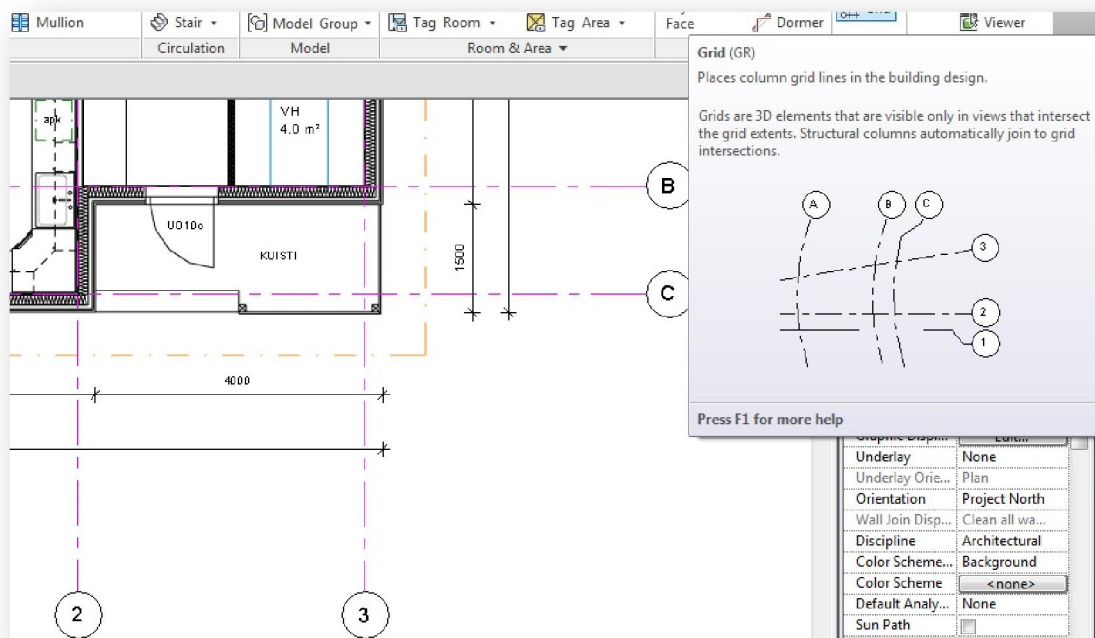 Mullion
Stair
Model Group
Tag Room
Tag Area
Face
Dormer
Viewer
Circulation
Model
Room & Area
Grid (GR)
Places column grid lines in the building design.
Grids are 3D elements that are visible only in views that intersect
the grid extents. Structural columns automatically join to grid
intersections.
A
B
C
3
2
1
Press F1 for more help
apk
VH
4.0 m²
B
UO10c
KUISTI
1500
C
4000
2
3
Edit...
Underlay None
Underlay Orie... Plan
Orientation Project North
Wall Join Disp... Clean all wa...
Discipline Architectural
Color Scheme... Background
Color Scheme <none>
Default Analy... None
Sun Path